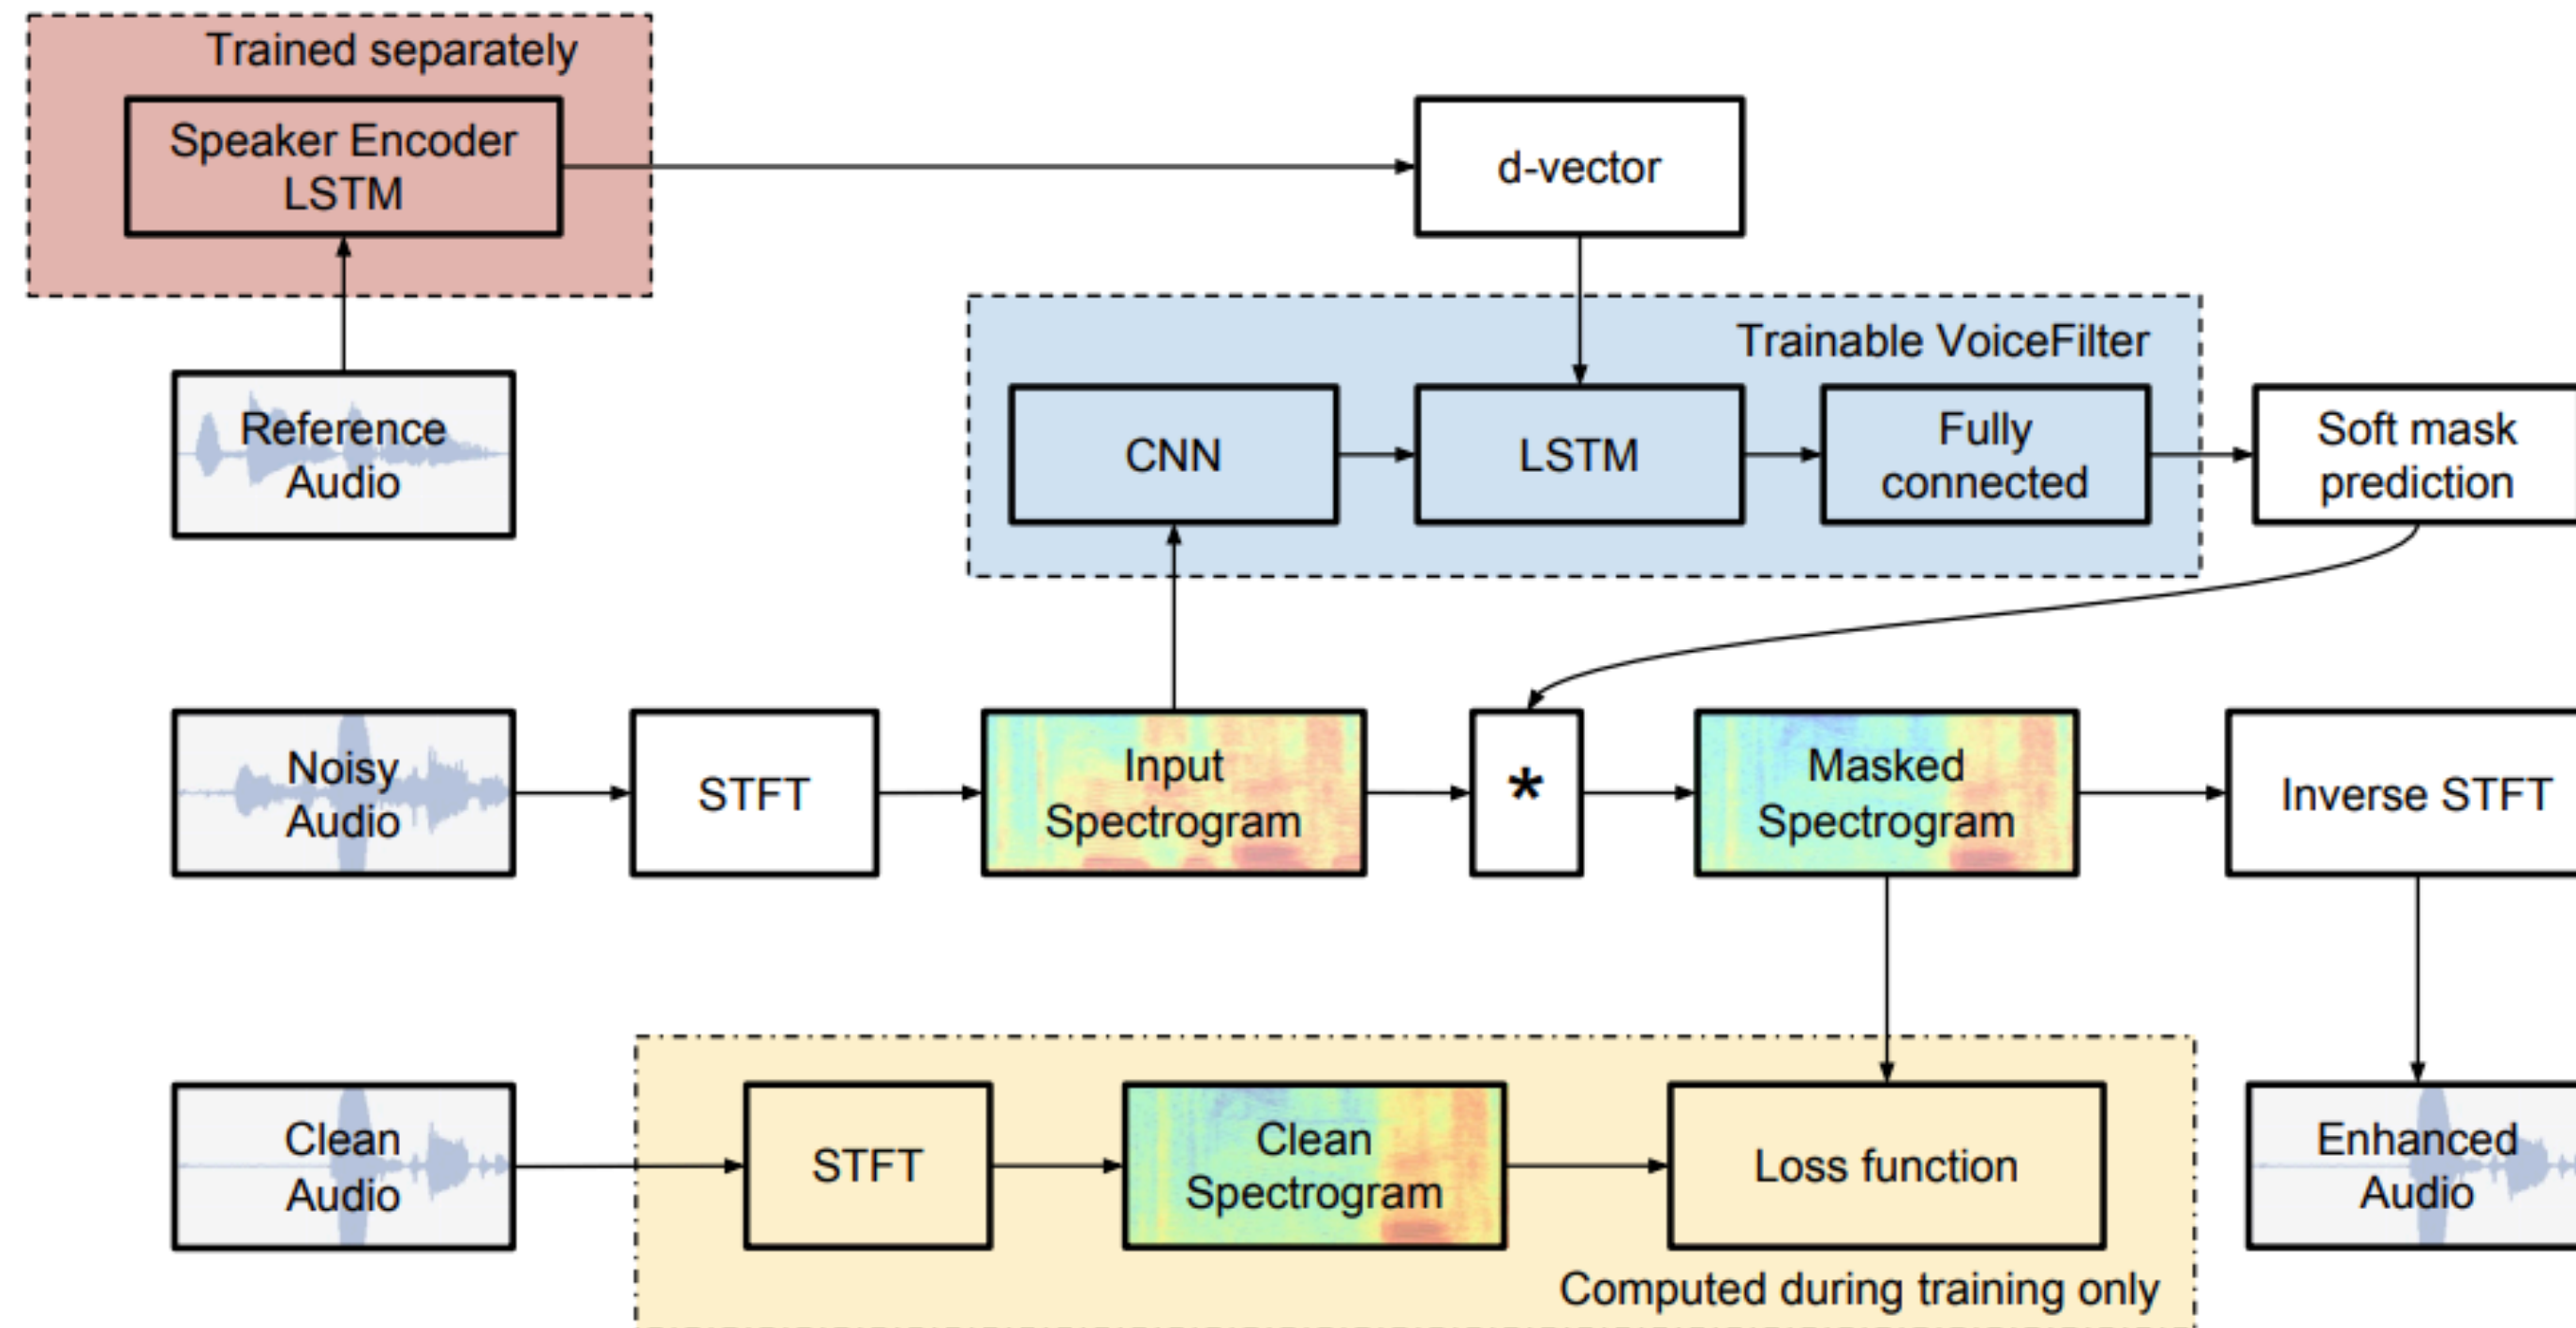 Trained separately
Speaker Encoder
LSTM
d-vector
Trainable VoiceFilter
Reference
Audio
CNN
LSTM
Fully
connected
Soft mask
prediction
Noisy
Audio
STFT
Input
Spectrogram
*
Masked
Spectrogram
Inverse STFT
Clean
Audio
STFT
Clean
Spectrogram
Loss function
Enhanced
Audio
Computed during training only